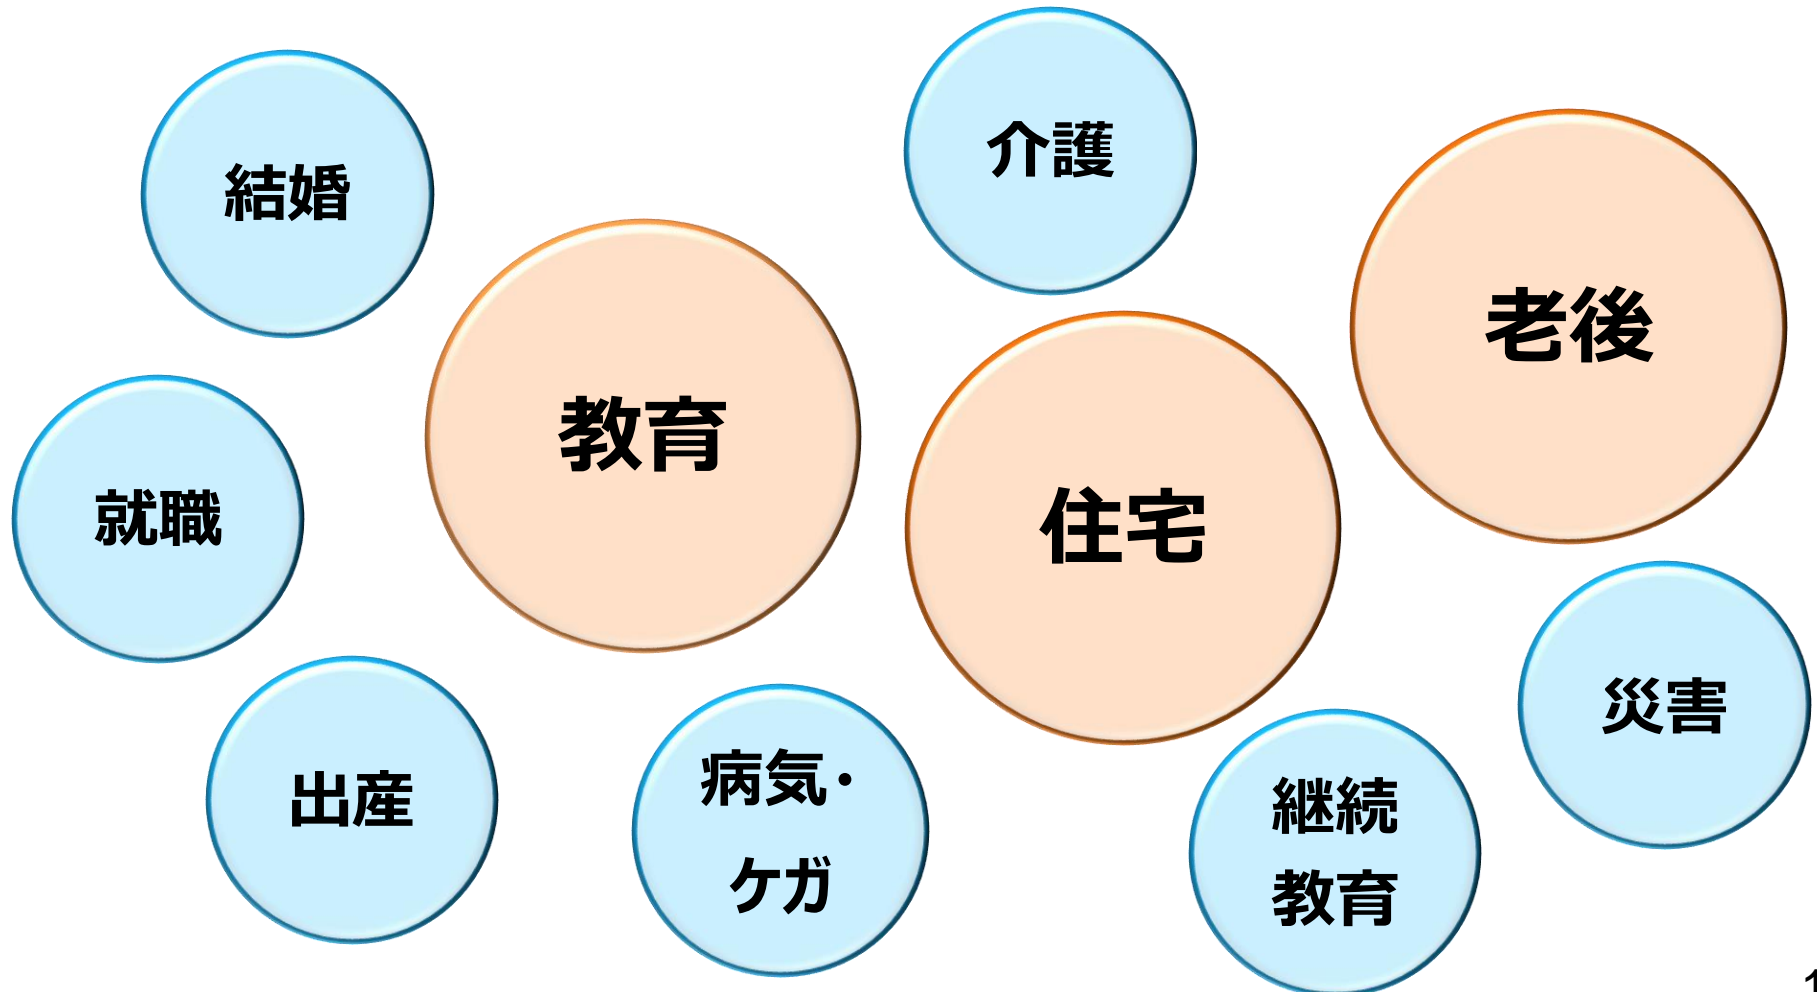 結婚
介護
老後
教育
就職
住宅
災害
出産
病気・
ケガ
継続
教育
1